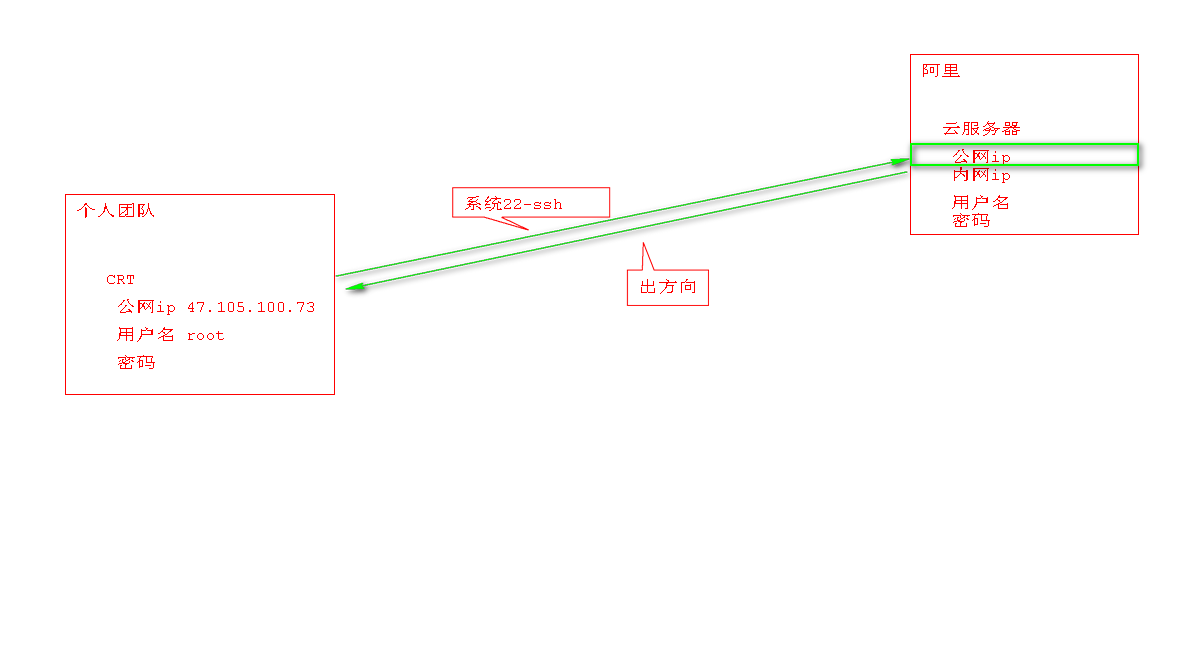 阿里
云服务器
公网ip
内网ip
用户名
密码
系统22-ssh
个人团队
CRT
公网ip 47.105.100.73
用户名 root
密码
出方向